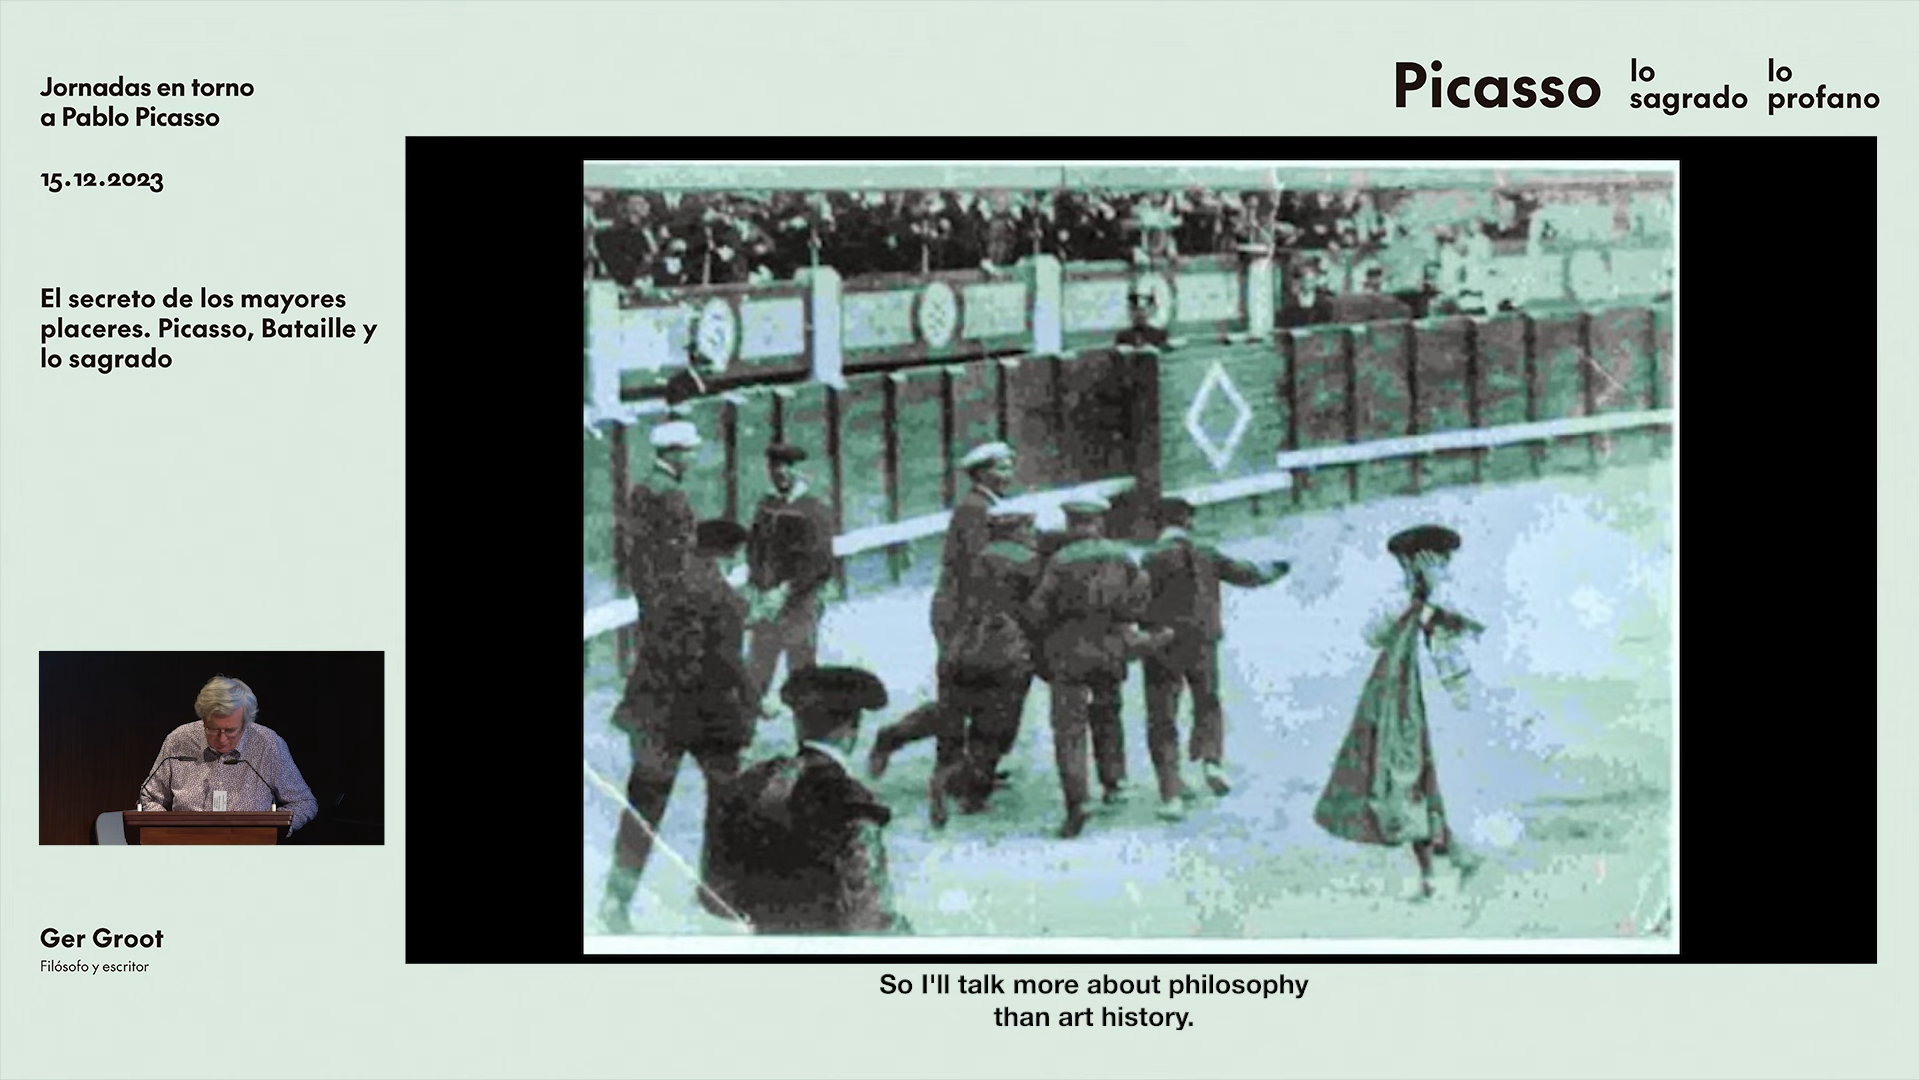 Jornadas en torno
a Pablo Picasso
15.12.2023
El secreto de los mayores
placeres. Picasso, Bataille y
lo sagrado
Ger Groot
Filósofo y escritor
Picasso
lo
sagrado
lo
profano
So I'll talk more about philosophy
than art history.